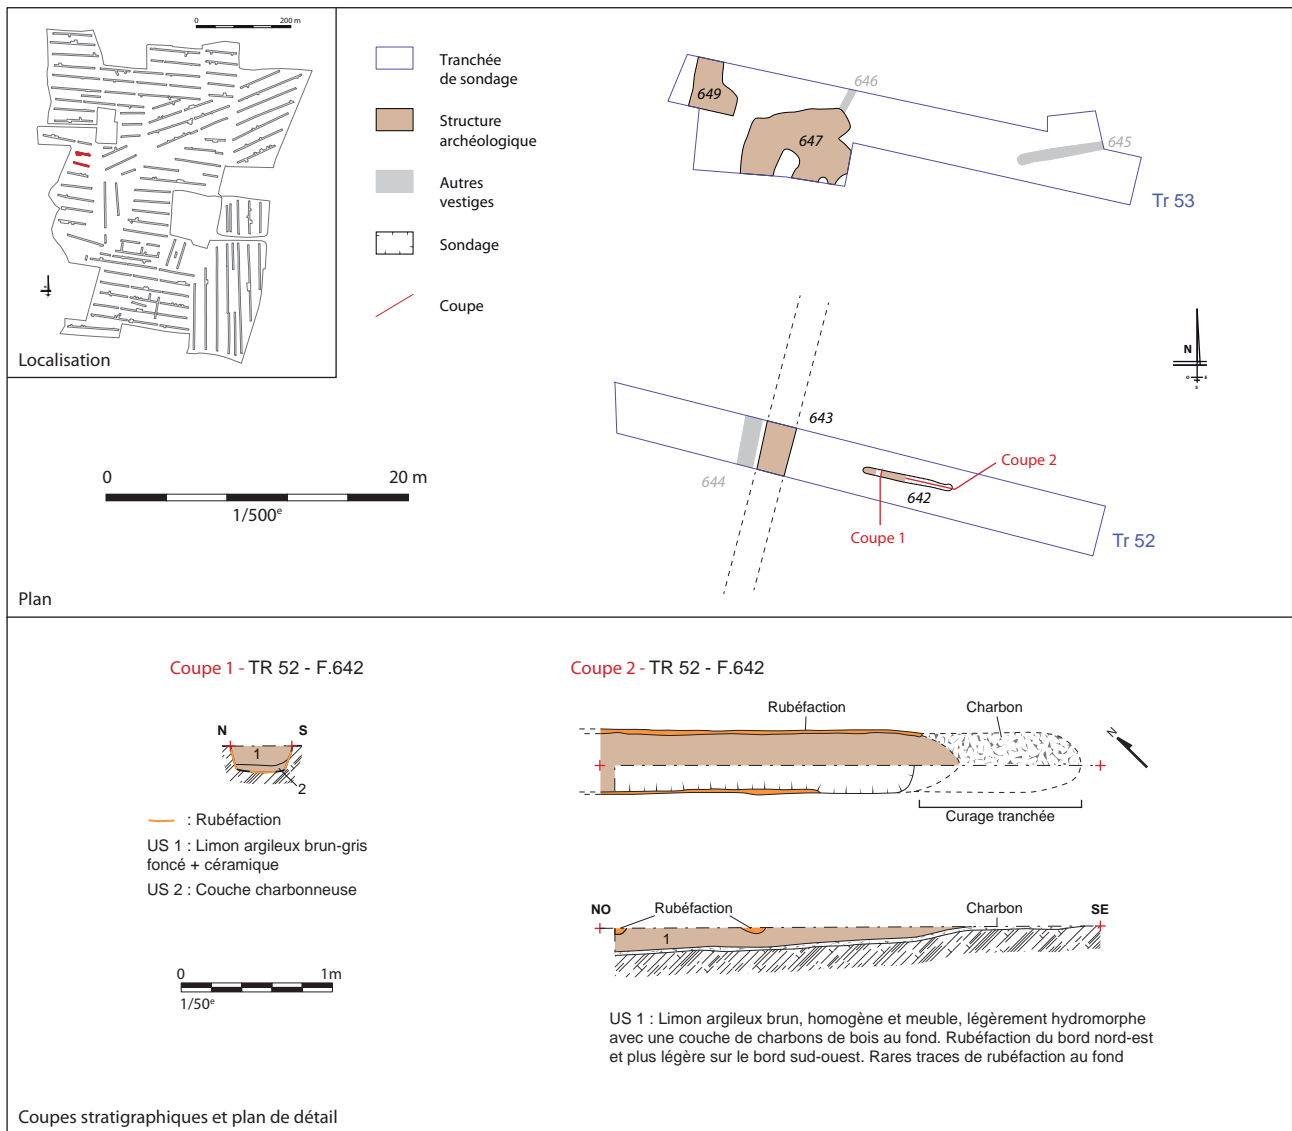 0 200 m
Localisation
Tranchée
de sondage
Structure
archéologique
Autres
vestiges
Sondage
Coupe
649
646
647
645
Tr 53
N
O E
S
643
644
642
Coupe 2
Coupe 1
Tr 52
0 20 m
1/500e
Plan
Coupe 1 - TR 52 - F.642
N S
1
2
: Rubéfaction
US 1 : Limon argileux brun-gris
foncé + céramique
US 2 : Couche charbonneuse
0 1m
1/50e
Coupe 2 - TR 52 - F.642
Rubéfaction Charbon
N
Curage tranchée
NO Rubéfaction Charbon SE
1
US 1 : Limon argileux brun, homogène et meuble, légèrement hydromorphe
avec une couche de charbons de bois au fond. Rubéfaction du bord nord-est
et plus légère sur le bord sud-ouest. Rares traces de rubéfaction au fond
Coupes stratigraphiques et plan de détail